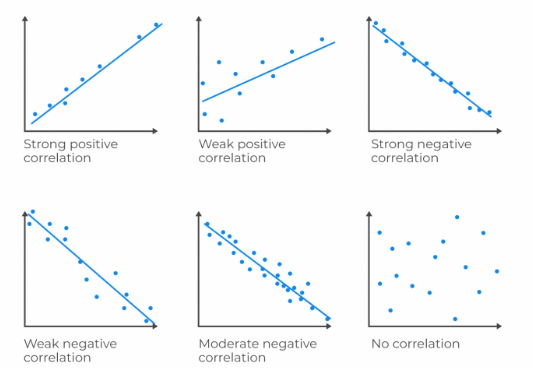 Strong positive
correlation
Weak positive
correlation
Strong negative
correlation
Weak negative
correlation
Moderate negative
correlation
No correlation